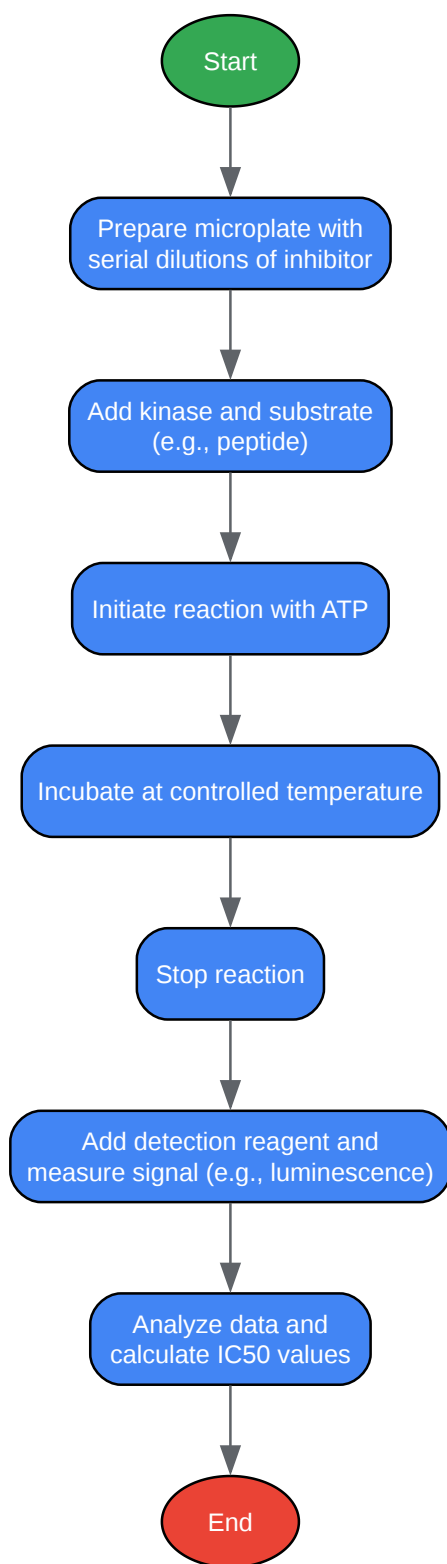 Start
Prepare microplate with
serial dilutions of inhibitor
Add kinase and substrate
(e.g., peptide)
Initiate reaction with ATP
Incubate at controlled temperature
Stop reaction
Add detection reagent and
measure signal (e.g., luminescence)
Analyze data and
calculate IC50 values
End